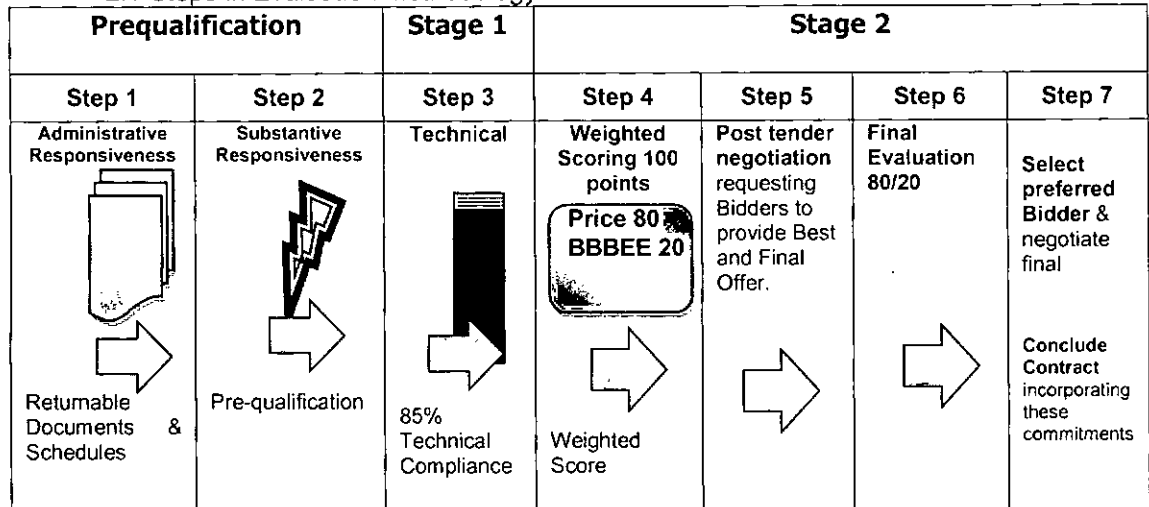 Prequalification
Stage 1
Stage 2
Step 1
Step 2
Step 3
Step 4
Step 5
Step 6
Step 7
Administrative
Responsiveness
Returnable
Documents &
Schedules
Substantive
Responsiveness
Pre-qualification
Technical
85%
Technical
Compliance
Weighted
Scoring 100
points
Price 80
BBBEE 20
Weighted
Score
Post tender
negotiation
requesting
Bidders to
provide Best
and Final
Offer.
Final
Evaluation
80/20
Select
preferred
Bidder &
negotiate
final
Conclude
Contract
incorporating
these
commitments